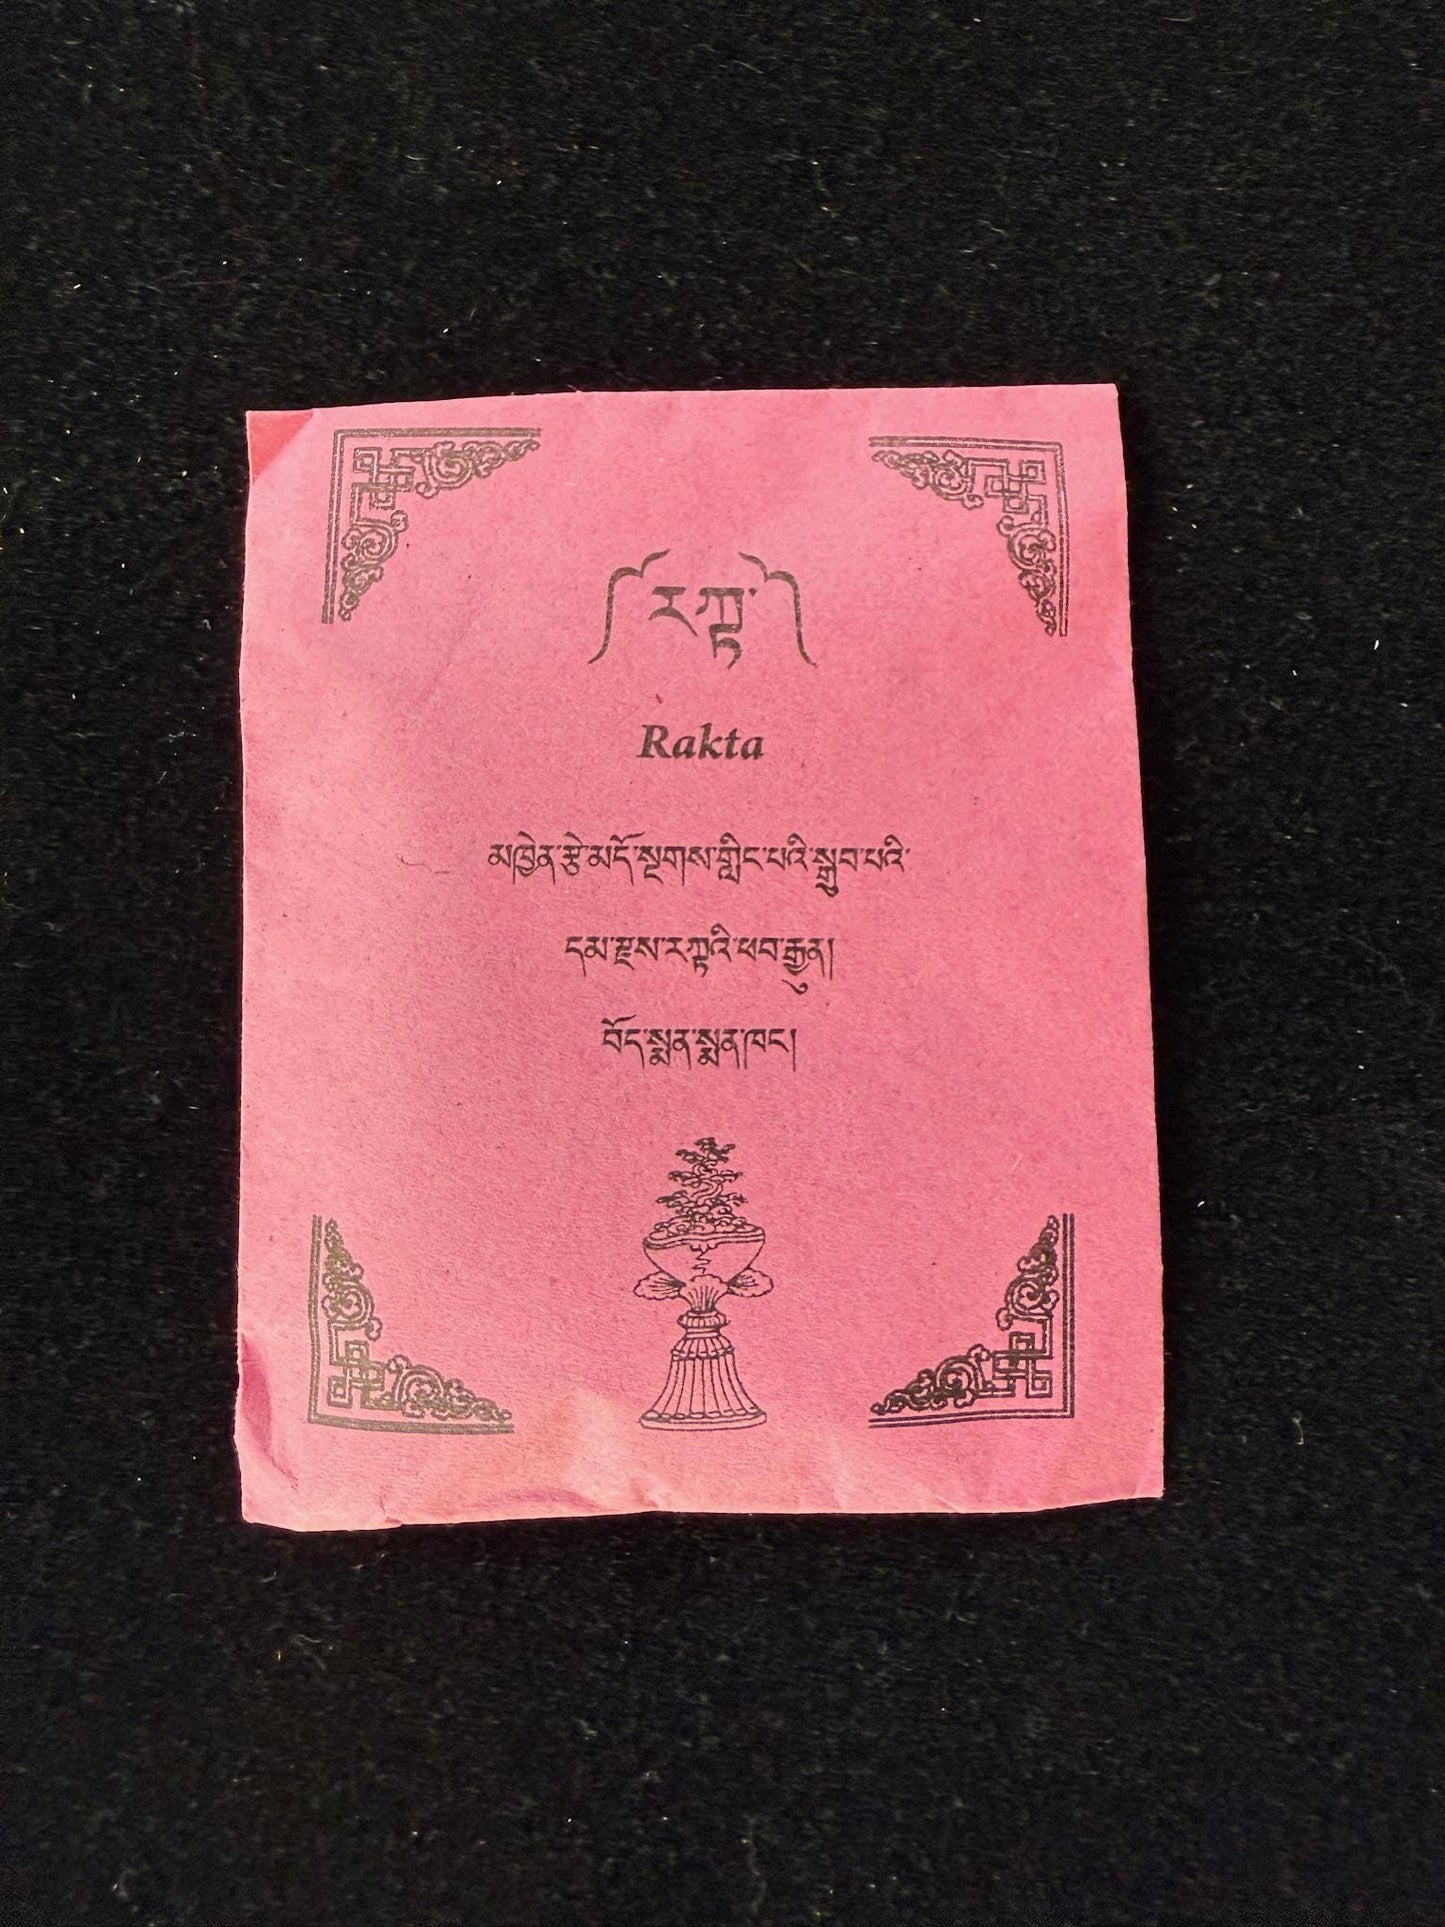 ༼རཀྟ་༽
Rakta
མཁྱེན་རྩེ་མདོ་སྔགས་གླིང་པའི་སྒྲུབ་པའི་
དམ་རྫས་རཀྟའི་ཕབ་རྒྱུན།
བོད་སྨན་སྨན་ཁང་།